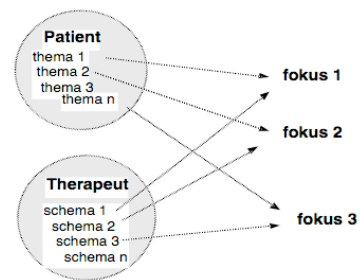 Patient
thema 1
thema 2
thema 3
thema n
fokus 1
fokus 2
Therapeut
schema 1
schema 2
schema 3
schema n
fokus 3